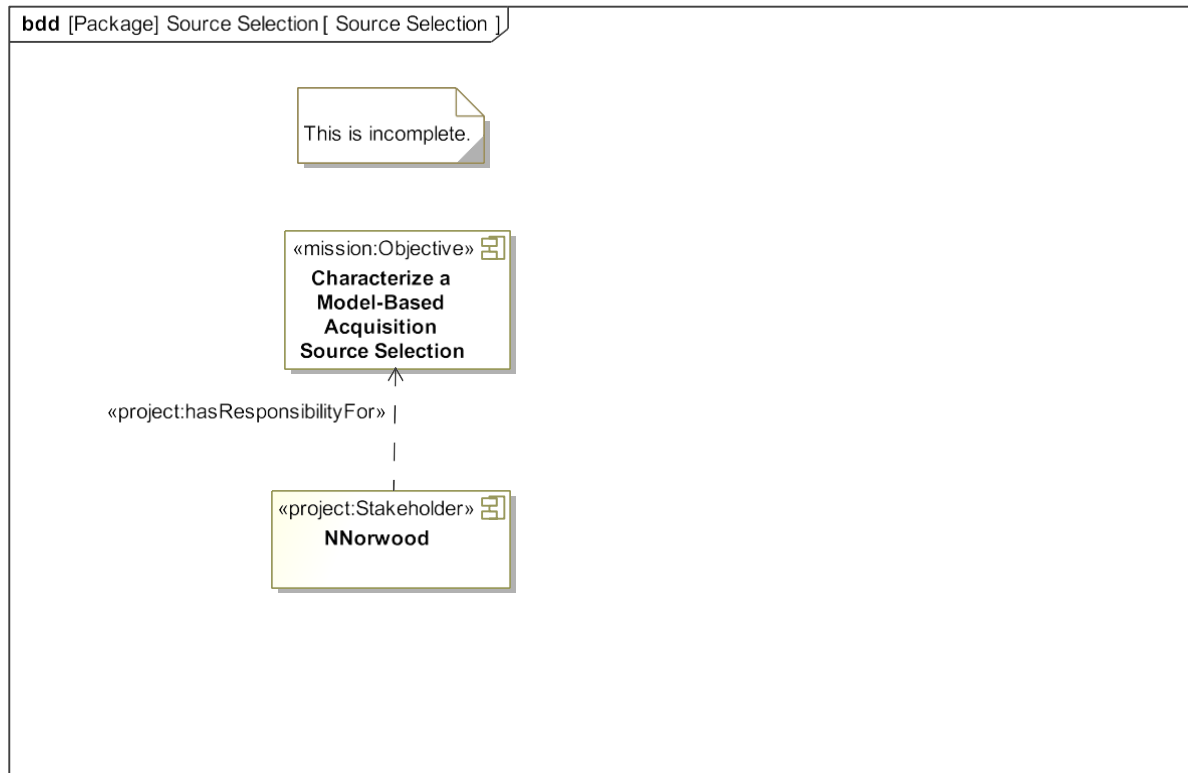 bdd [Package] Source Selection [ Source Selection ]
This is incomplete.
«mission:Objective»
Characterize a
Model-Based
Acquisition
Source Selection
«project:hasResponsibilityFor»
«project:Stakeholder»
NNorwood